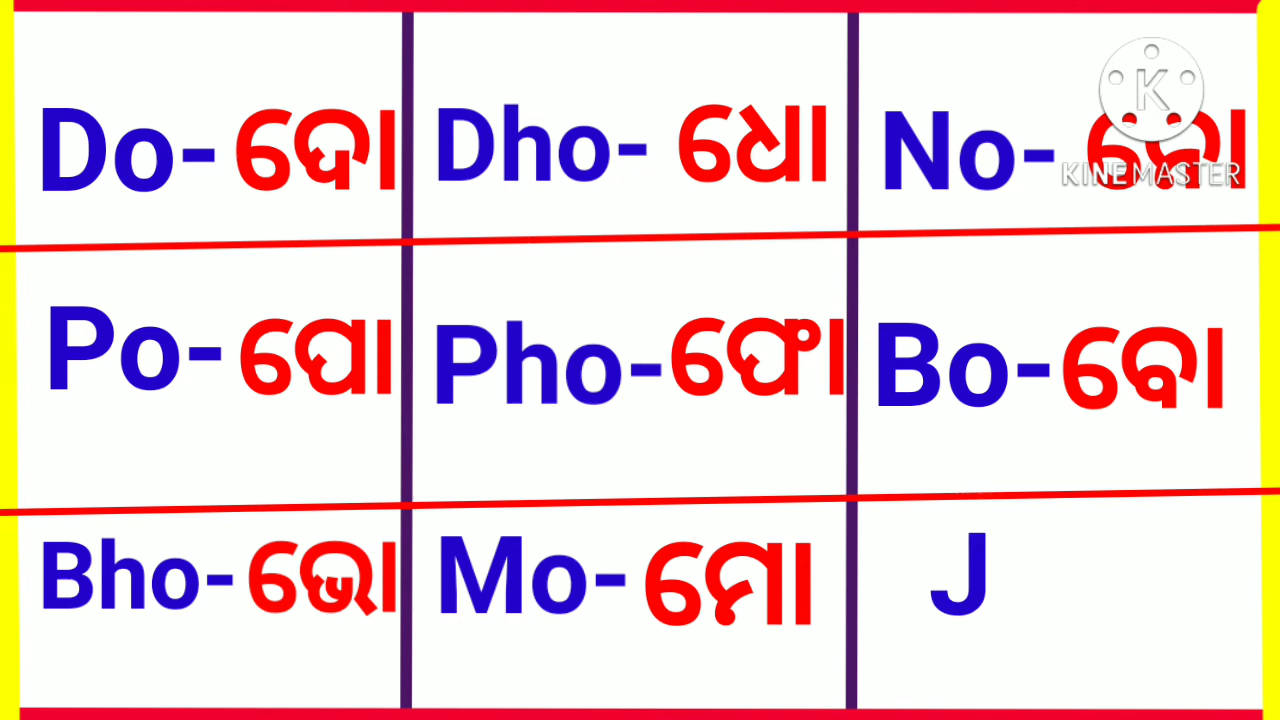 Do- ଦୋ Dho- ଧୋ No- ନୋ
K
KINEMASTER
Po- ପୋ Pho- ଫୋ Bo- ବୋ
Bho- ଭୋ Mo- ମୋ J